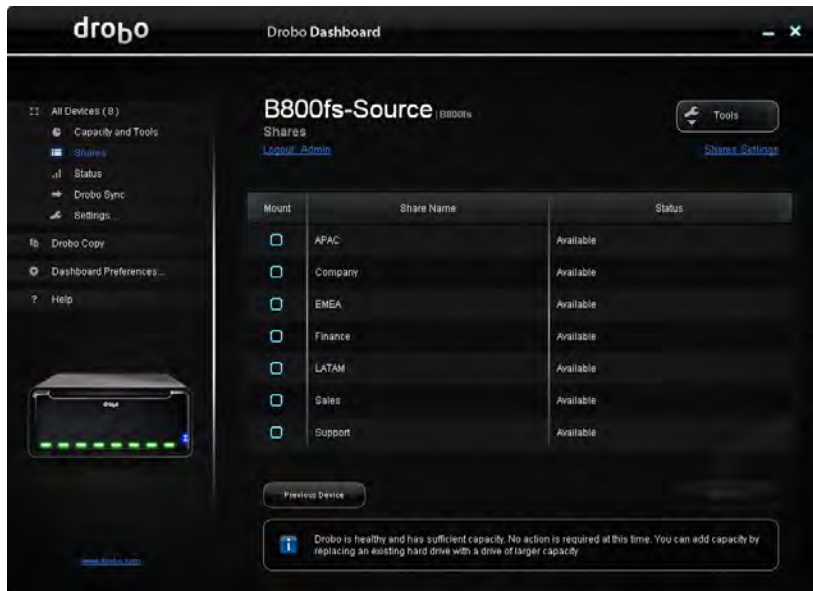 drobo
Drobo Dashboard
All Devices (8)
Capacity and Tools
Shares
Status
Drobo Sync
Settings...
Drobo Copy
Dashboard Preferences...
? Help
drobo
www.drobo.com
B800fs-Source | B800fs
Shares
Logout: Admin
Tools
Shares Settings
Mount Share Name Status
APAC Available
Company Available
EMEA Available
Finance Available
LATAM Available
Sales Available
Support Available
Previous Device
Drobo is healthy and has sufficient capacity. No action is required at this time. You can add capacity by
replacing an existing hard drive with a drive of larger capacity